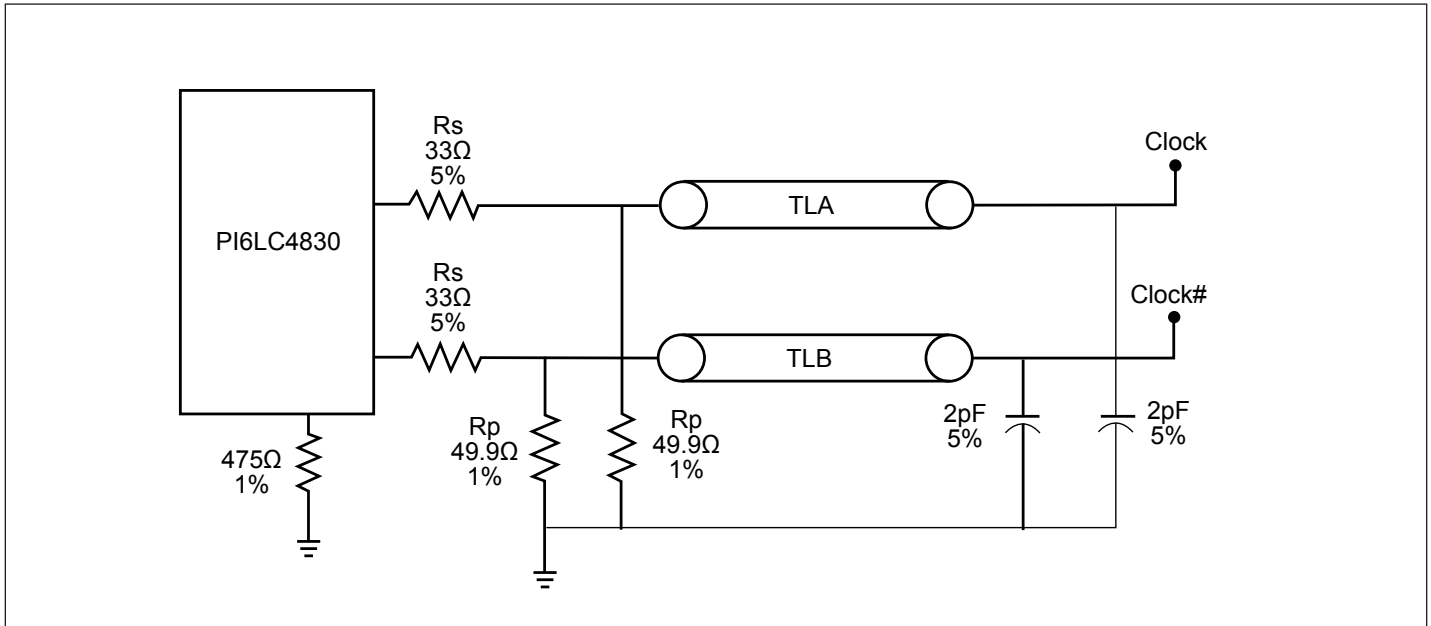 PI6LC4830
Rs
33Ω
5%
Rs
33Ω
5%
TLA
TLB
Clock
Clock#
475Ω
1%
Rp
49.9Ω
1%
Rp
49.9Ω
1%
2pF
5%
2pF
5%